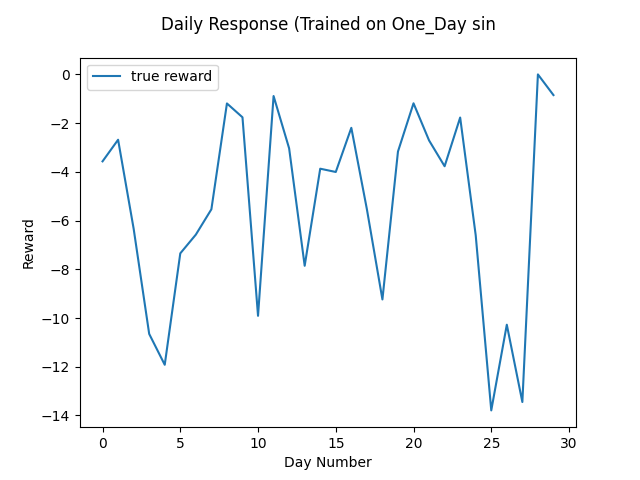 Daily Response (Trained on One_Day sin
true reward
0
−2
−4
−6
−8
−10
−12
−14
Reward
0 5 10 15 20 25 30
Day Number